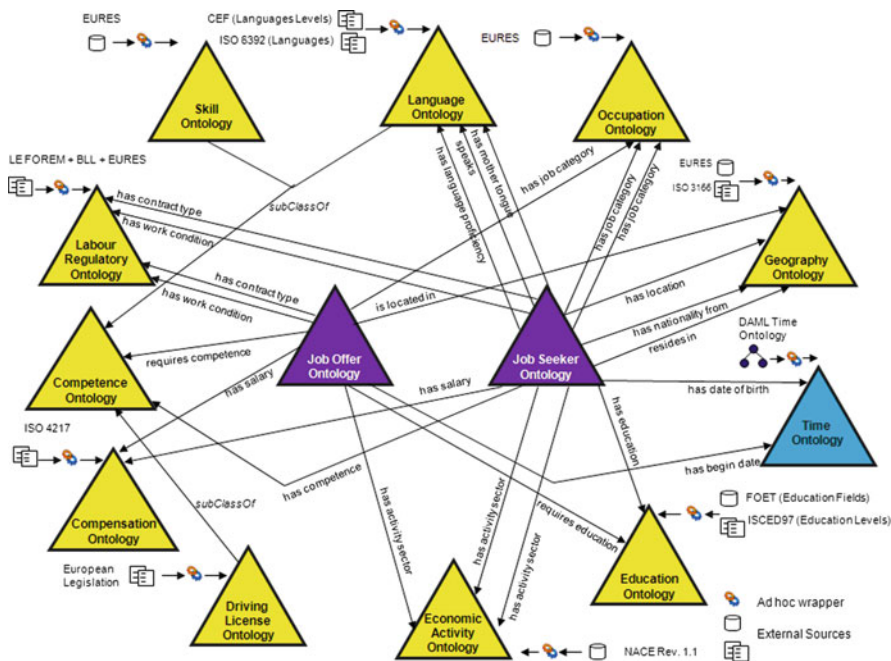 EURES
CEF (Languages Levels)
ISO 6392 (Languages)
EURES
Skill
Ontology
Language
Ontology
Occupation
Ontology
LE FOREM + BLL + EURES
EURES
ISO 3166
has contract type
has work condition
subClassOf
has language proficiency
speaks
has mother tongue
has job category
has job category
has job category
Labour
Regulatory
Ontology
Geography
Ontology
has contract type
has work condition
is located in
has location
has nationality from
resides in
DAML Time
Ontology
Job Offer
Ontology
Job Seeker
Ontology
requires competence
Competence
Ontology
has salary
has salary
has date of birth
Time
Ontology
has education
ISO 4217
has competence
has begin date
subClassOf
Compensation
Ontology
has activity sector
has activity sector
has activity sector
requires education
FOET (Education Fields)
ISCED97 (Education Levels)
European
Legislation
Driving
License
Ontology
Economic
Activity
Ontology
Education
Ontology
Ad hoc wrapper
External Sources
NACE Rev. 1.1